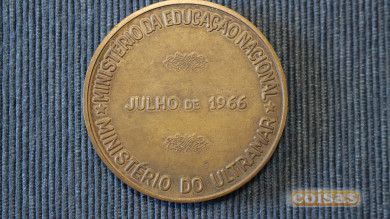 MINISTÉRIO DA EDUCAÇÃO NACIONAL
JULHO DE 1966
MINISTÉRIO DO ULTRAMAR
coisas